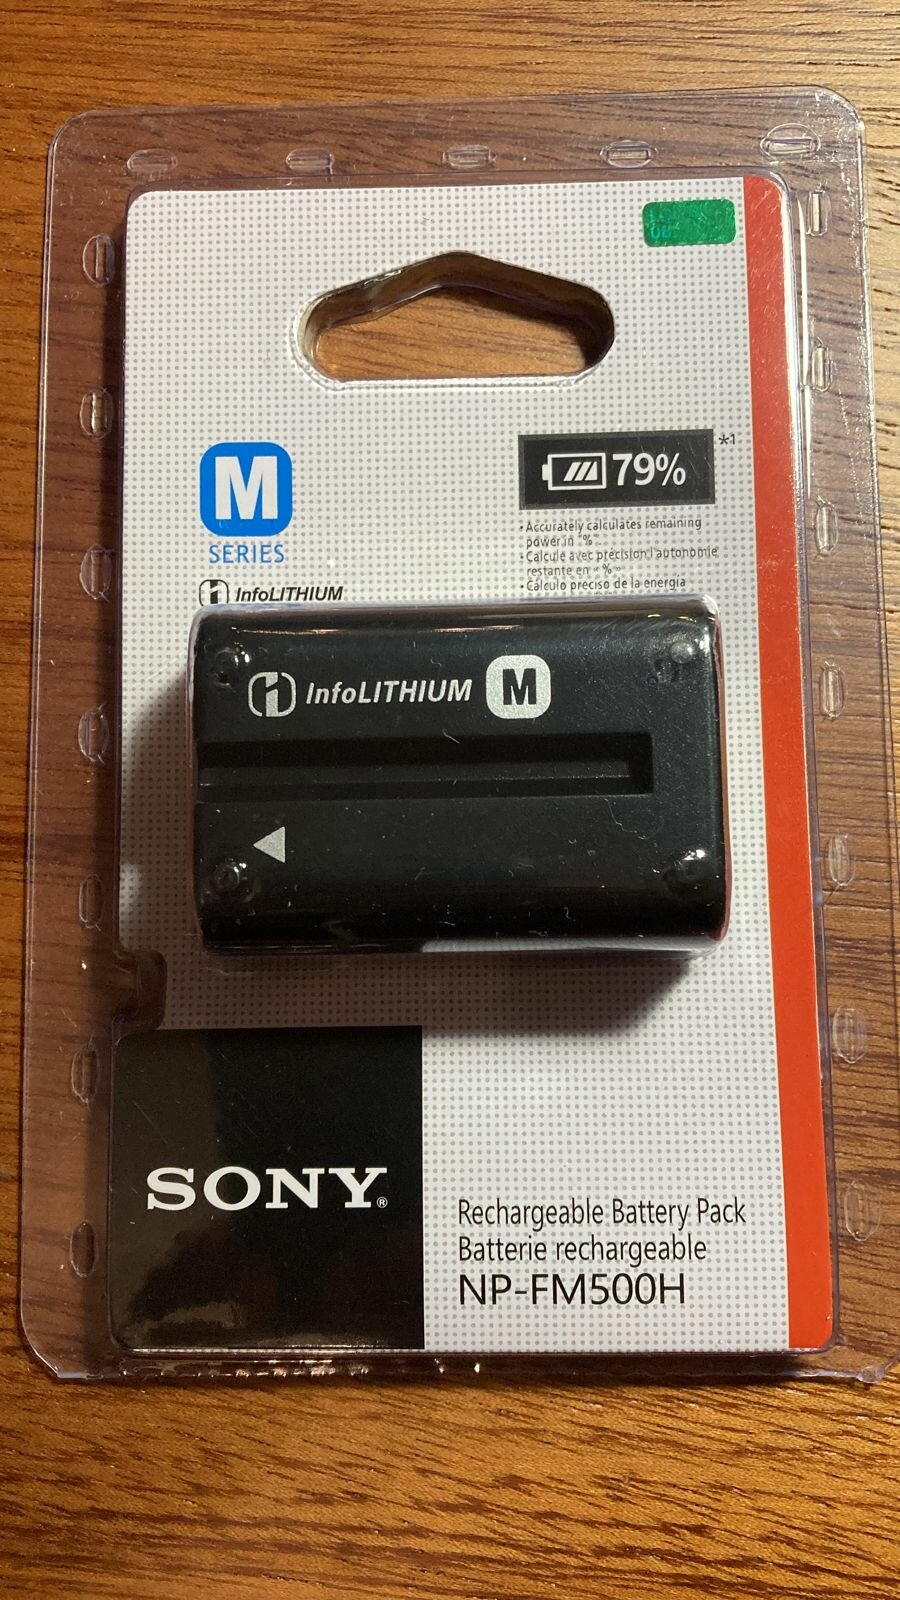 M
SERIES
InfoLITHIUM
79% *1
・Accurately calculates remaining
power in "%"
・Calcule avec précision l'autonomie
restante en « % »
・Cálculo preciso de la energía
InfoLITHIUM M
SONY®
Rechargeable Battery Pack
Batterie rechargeable
NP-FM500H